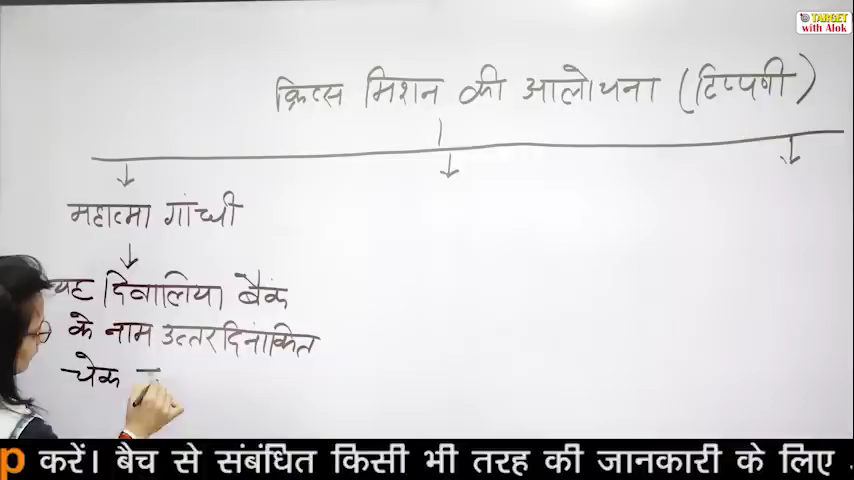 TARGET
with Alok
क्रिप्स मिशन की आलोचना (टिप्पणी)
महात्मा गांधी
यह दिवालिया बैंक
के नाम उत्तरदिनांकित
चेक
p करें। बैच से संबंधित किसी भी तरह की जानकारी के लिए